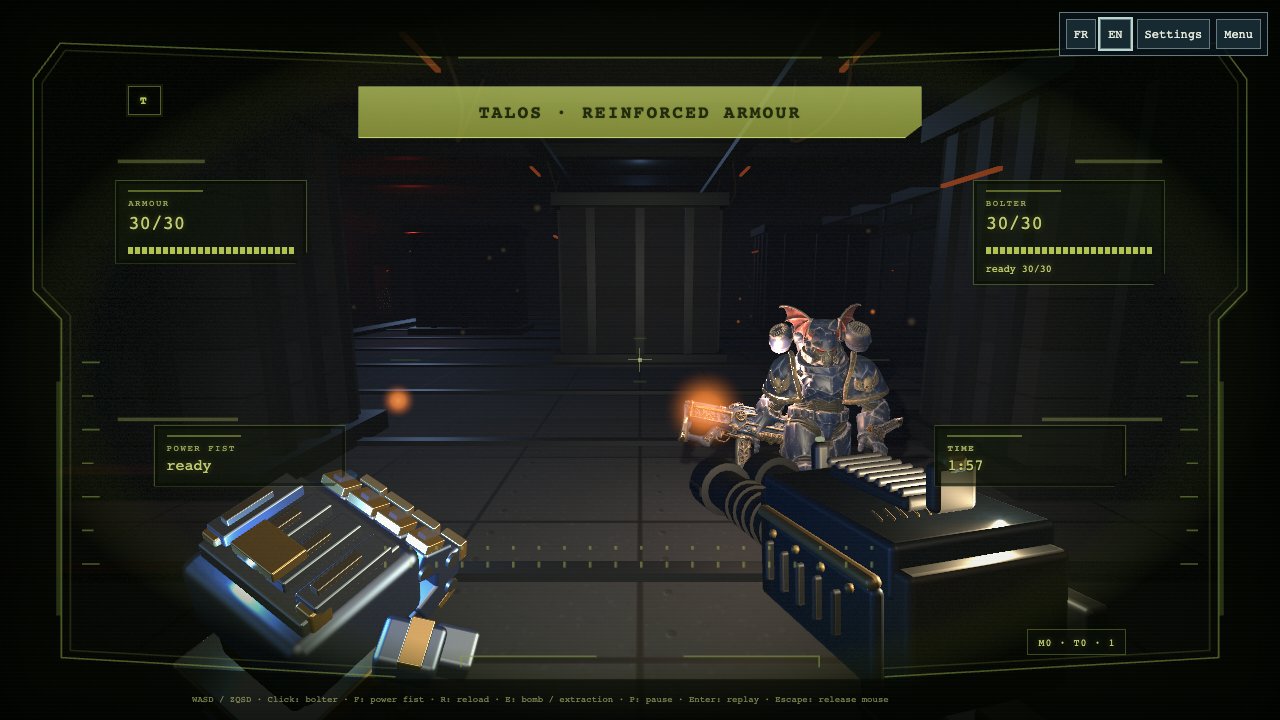 FR EN Settings Menu
T
TALOS · REINFORCED ARMOUR
ARMOUR
30/30
BOLTER
30/30
ready 30/30
POWER FIST
ready
TIME
1:57
M0 · T0 · 1
WASD / ZQSD · Click: bolter · F: power fist · R: reload · E: bomb / extraction · P: pause · Enter: replay · Escape: release mouse